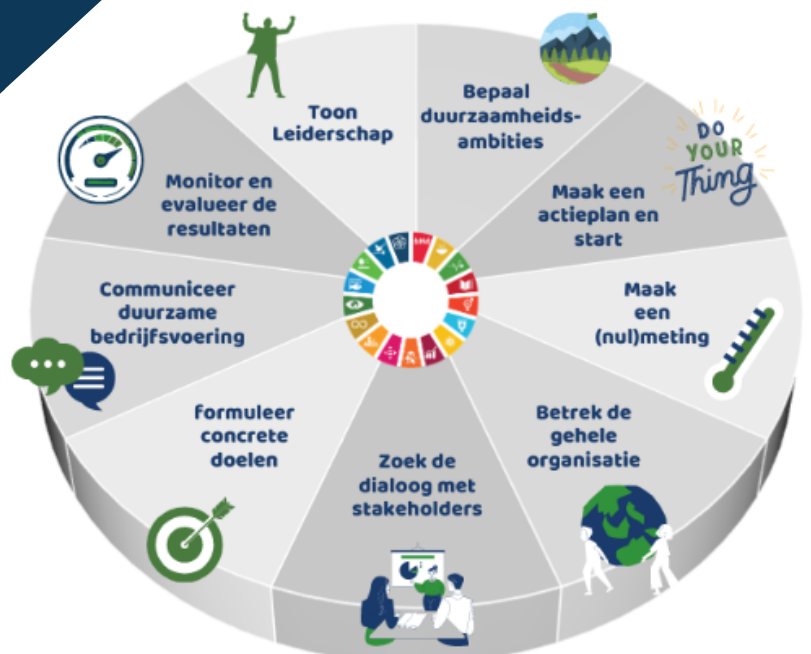 Toon
Leiderschap
Bepaal
duurzaamheids-
ambities
DO
YOUR
Thing
Maak een
actieplan en
start
Maak
een
(nul)meting
Betrek de
gehele
organisatie
Zoek de
dialoog met
stakeholders
formuleer
concrete
doelen
Communiceer
duurzame
bedrijfsvoering
Monitor en
evalueer de
resultaten